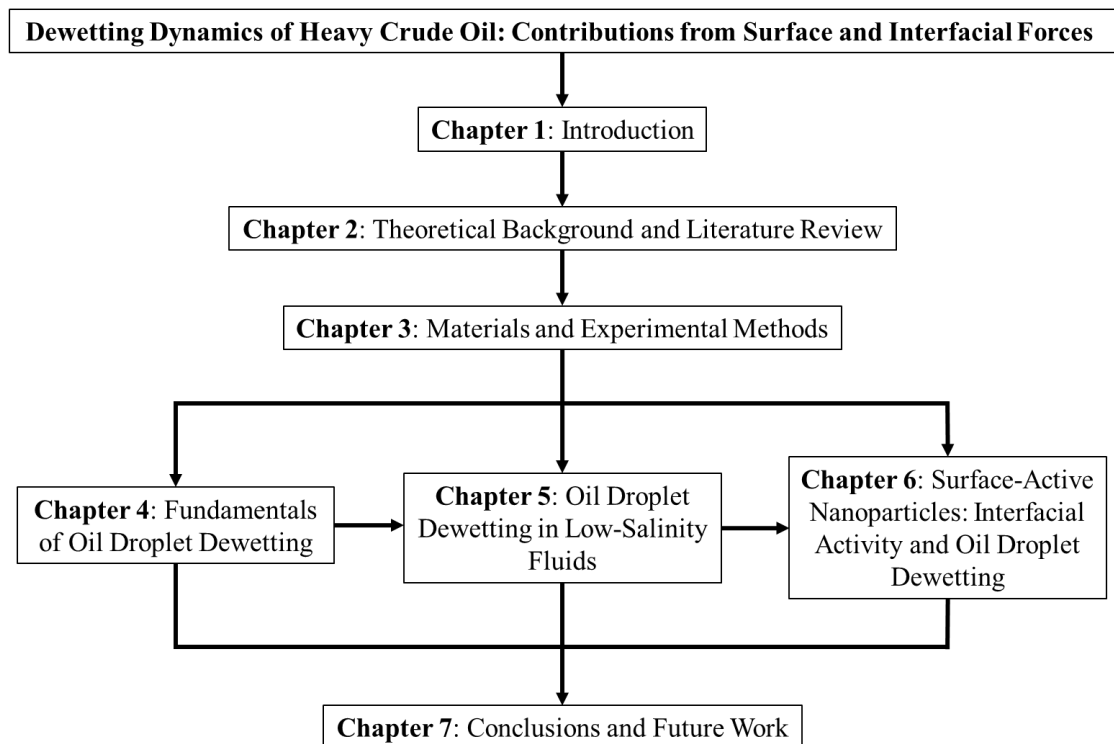 Dewetting Dynamics of Heavy Crude Oil: Contributions from Surface and Interfacial Forces
Chapter 1: Introduction
Chapter 2: Theoretical Background and Literature Review
Chapter 3: Materials and Experimental Methods
Chapter 4: Fundamentals
of Oil Droplet Dewetting
Chapter 5: Oil Droplet
Dewetting in Low-Salinity
Fluids
Chapter 6: Surface-Active
Nanoparticles: Interfacial
Activity and Oil Droplet
Dewetting
Chapter 7: Conclusions and Future Work